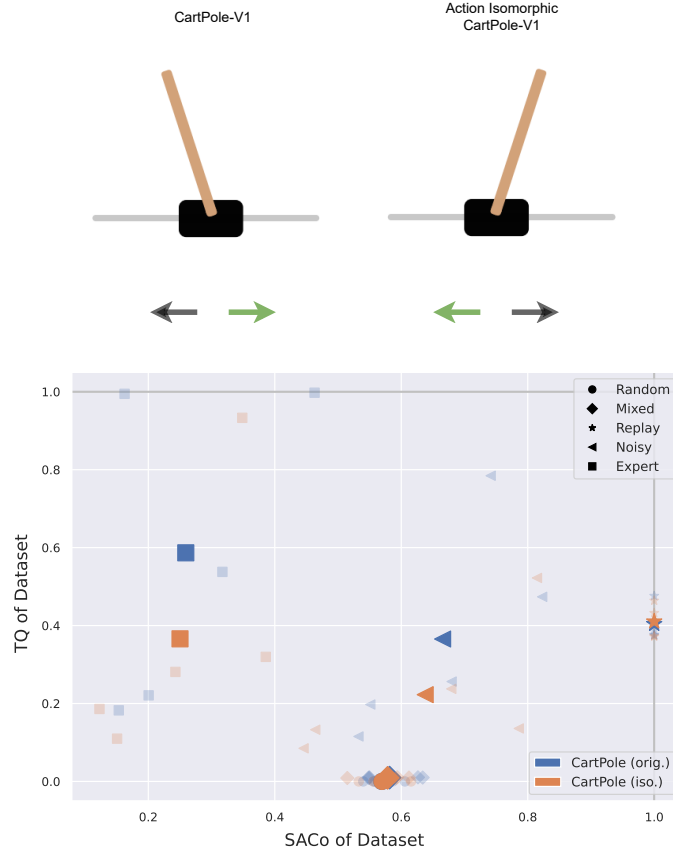 CartPole-V1
Action Isomorphic
CartPole-V1
1.0
0.8
0.6
0.4
0.2
0.0
TQ of Dataset
Random
Mixed
Replay
Noisy
Expert
CartPole (orig.)
CartPole (iso.)
0.2
0.4
0.6
0.8
1.0
SACo of Dataset